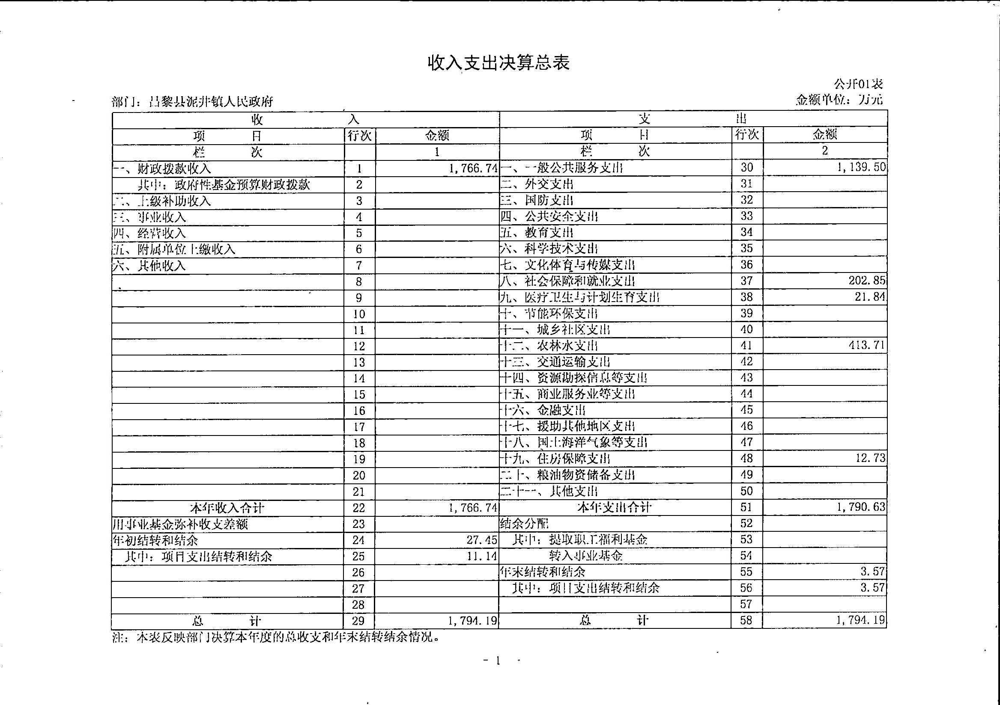 收入支出决算总表
公开01表
部门：昌黎县泥井镇人民政府 金额单位：万元
收 入 支 出
项 目 行次 金额 项 目 行次 金额
栏 次 1 栏 次 2
一、财政拨款收入 1 1,766.74 一、一般公共服务支出 30 1,139.50
其中：政府性基金预算财政拨款 2 二、外交支出 31
二、上级补助收入 3 三、国防支出 32
三、事业收入 4 四、公共安全支出 33
四、经营收入 5 五、教育支出 34
五、附属单位上缴收入 6 六、科学技术支出 35
六、其他收入 7 七、文化体育与传媒支出 36
8 八、社会保障和就业支出 37 202.85
9 九、医疗卫生与计划生育支出 38 21.84
10 十、节能环保支出 39
11 十一、城乡社区支出 40
12 十二、农林水支出 41 413.71
13 十三、交通运输支出 42
14 十四、资源勘探信息等支出 43
15 十五、商业服务业等支出 44
16 十六、金融支出 45
17 十七、援助其他地区支出 46
18 十八、国土海洋气象等支出 47
19 十九、住房保障支出 48 12.73
20 二十、粮油物资储备支出 49
21 二十一、其他支出 50
本年收入合计 22 1,766.74 本年支出合计 51 1,790.63
用事业基金弥补收支差额 23 结余分配 52
年初结转和结余 24 27.45 其中：提取职工福利基金 53
其中：项目支出结转和结余 25 11.14 转入事业基金 54
26 年末结转和结余 55 3.57
27 其中：项目支出结转和结余 56 3.57
28 57
总 计 29 1,794.19 总 计 58 1,794.19
注：本表反映部门决算本年度的总收支和年末结转结余情况。
- 1 -